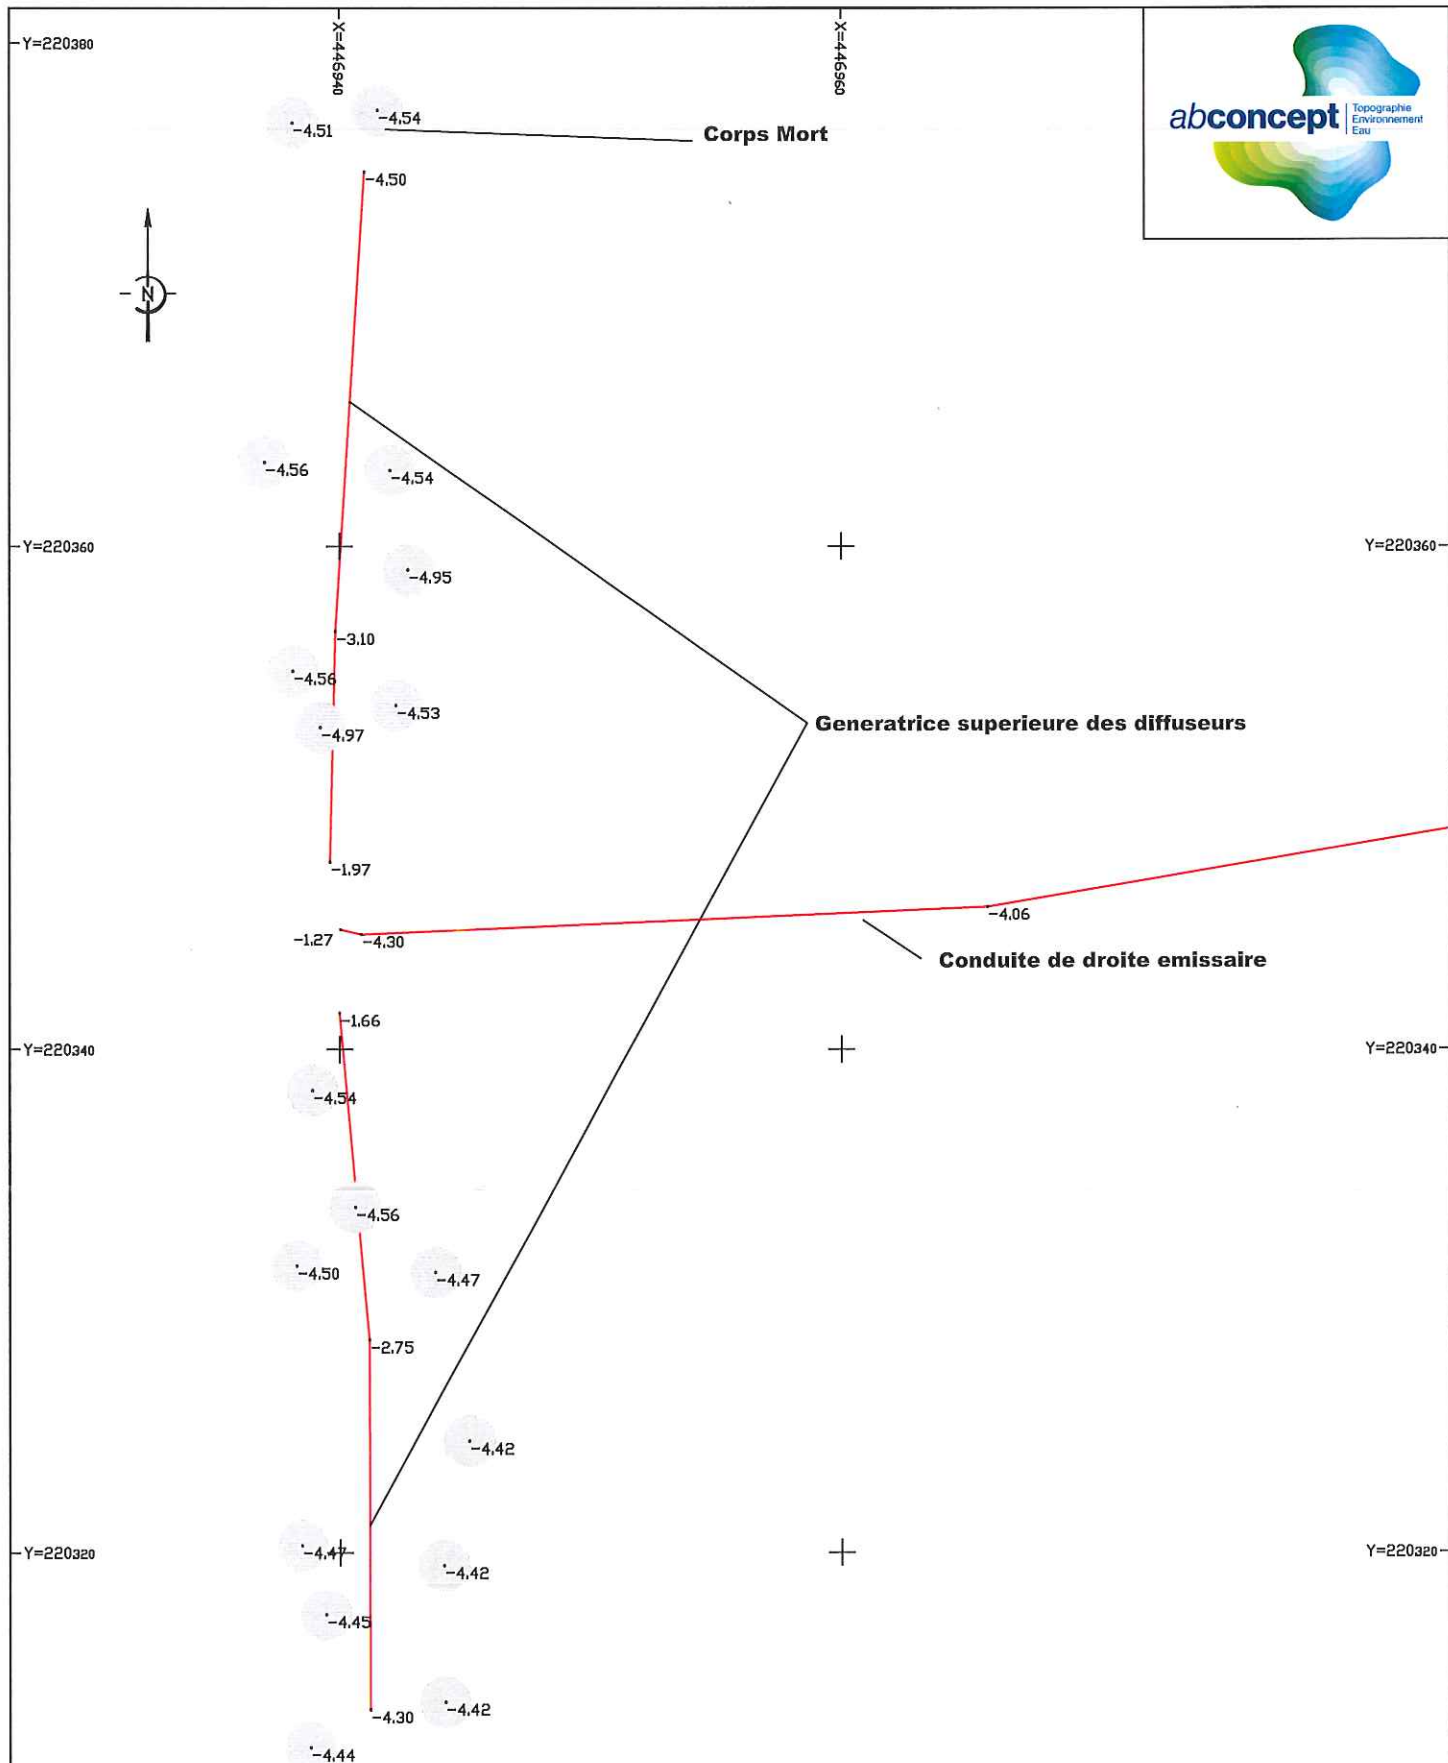 X=446940
X=446960
Y=220380
-4.51
-4.54
Corps Mort
abconcept
Topographie
Environnement
Eau
-4.50
N
-4.56
-4.54
Y=220360
Y=220360
-4.95
-3.10
-4.56
-4.53
-4.97
Géneratrice superieure des diffuseurs
-1.97
-4.06
-1.27
-4.30
Conduite de droite emissaire
-1.66
Y=220340
Y=220340
-4.54
-4.56
-4.50
-4.47
-2.75
-4.42
Y=220320
-4.47
Y=220320
-4.42
-4.45
-4.30
-4.42
-4.44